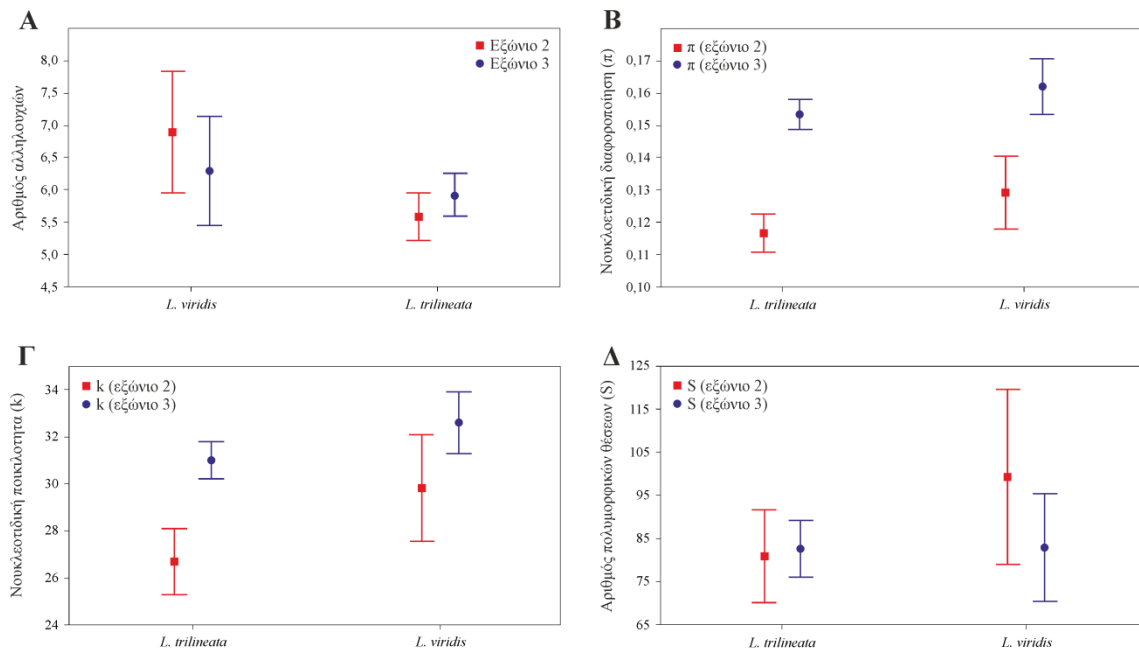 Α
Αριθμός αλληλουχιών
8,0
7,5
7,0
6,5
6,0
5,5
5,0
4,5
Εξώνιο 2
Εξώνιο 3
L. viridis
L. trilineata
Β
Νουκλοετιδική διαφοροποίηση (π)
0,17
0,16
0,15
0,14
0,13
0,12
0,11
0,10
π (εξώνιο 2)
π (εξώνιο 3)
L. trilineata
L. viridis
Γ
Νουκλεοτιδική ποικιλοτητα (k)
34
32
30
28
26
24
k (εξώνιο 2)
k (εξώνιο 3)
L. trilineata
L. viridis
Δ
Αριθμός πολυμορφικών θέσεων (S)
125
115
105
95
85
75
65
S (εξώνιο 2)
S (εξώνιο 3)
L. trilineata
L. viridis